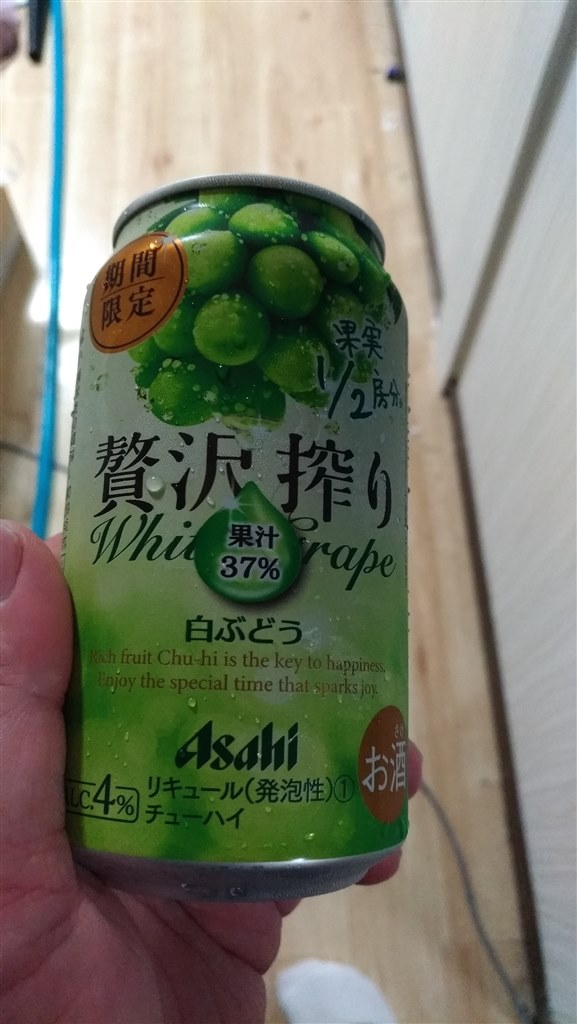 期間
限定
果実
1/2房分
贅沢搾り
White Grape
果汁
37%
白ぶどう
Rich fruit Chu-hi is the key to happiness.
Enjoy the special time that sparks joy.
Asahi
さけ
お酒
ALC.4%
リキュール(発泡性)①
チューハイ